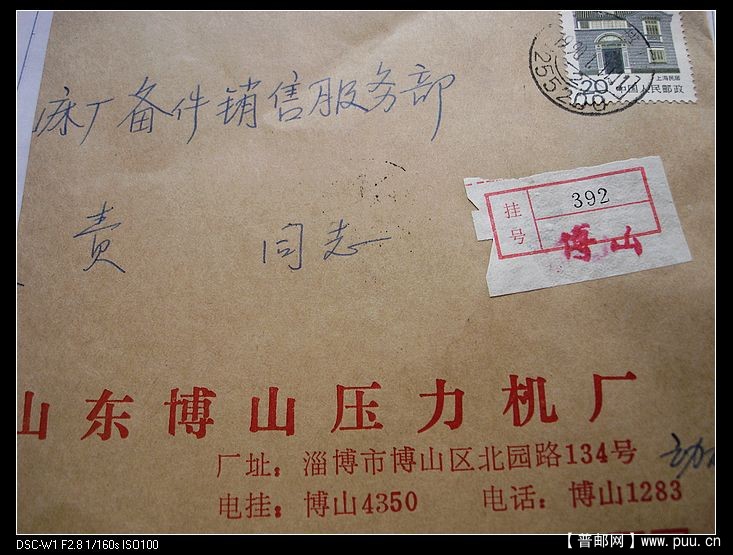 床厂备件销售服务部
责 同志
上海民居
20 中国人民邮政
255200
挂号 392
博山
山东博山压力机厂
厂址：淄博市博山区北园路134号
电挂：博山4350 电话：博山1283
DSC-W1 F2.8 1/160s ISO100
【普邮网】www.puu.cn